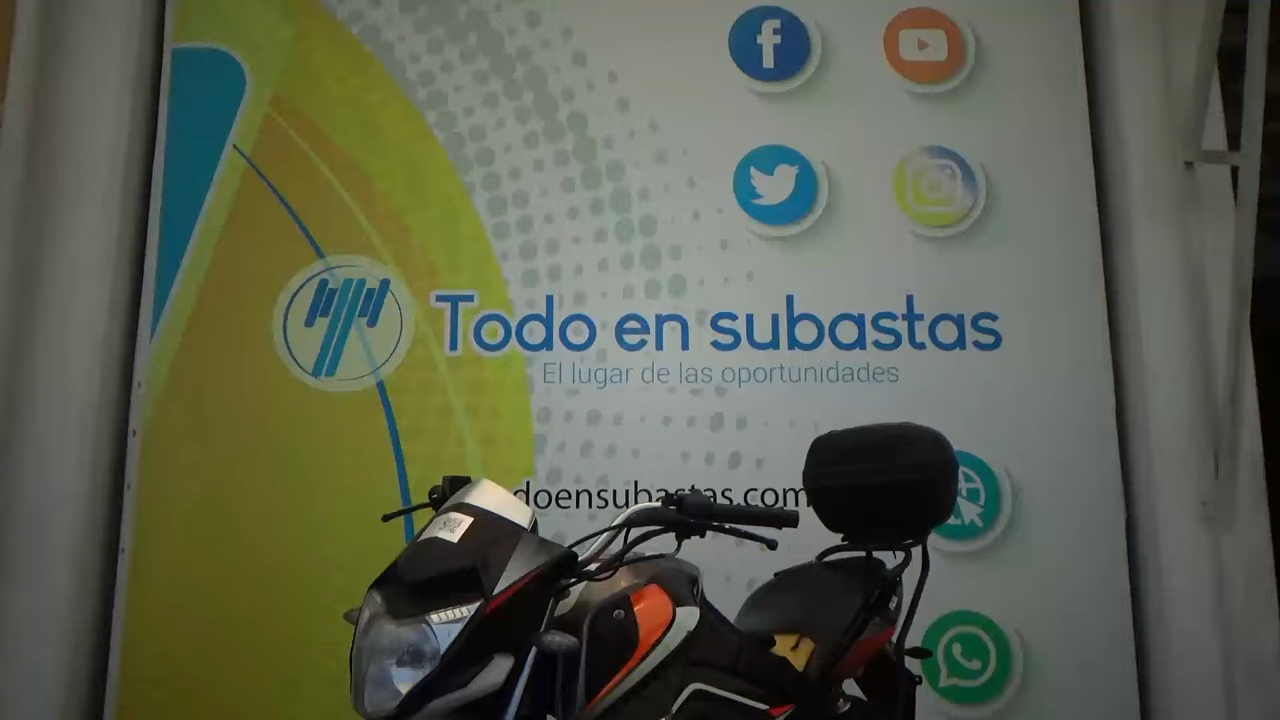 Todo en subastas
El lugar de las oportunidades
doensubastas.com